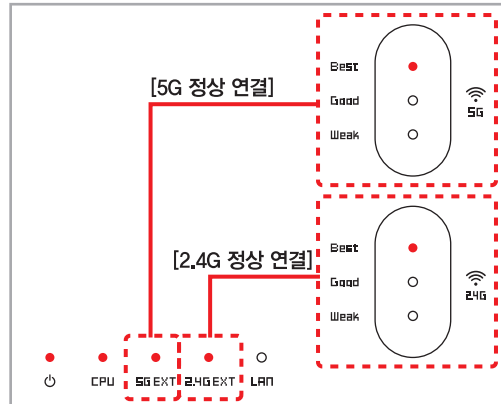 Best
[5G 정상 연결]
Good
5G
Weak
Best
[2.4G 정상 연결]
Good
2.4G
Weak
CPU 5G EXT 2.4G EXT LAN